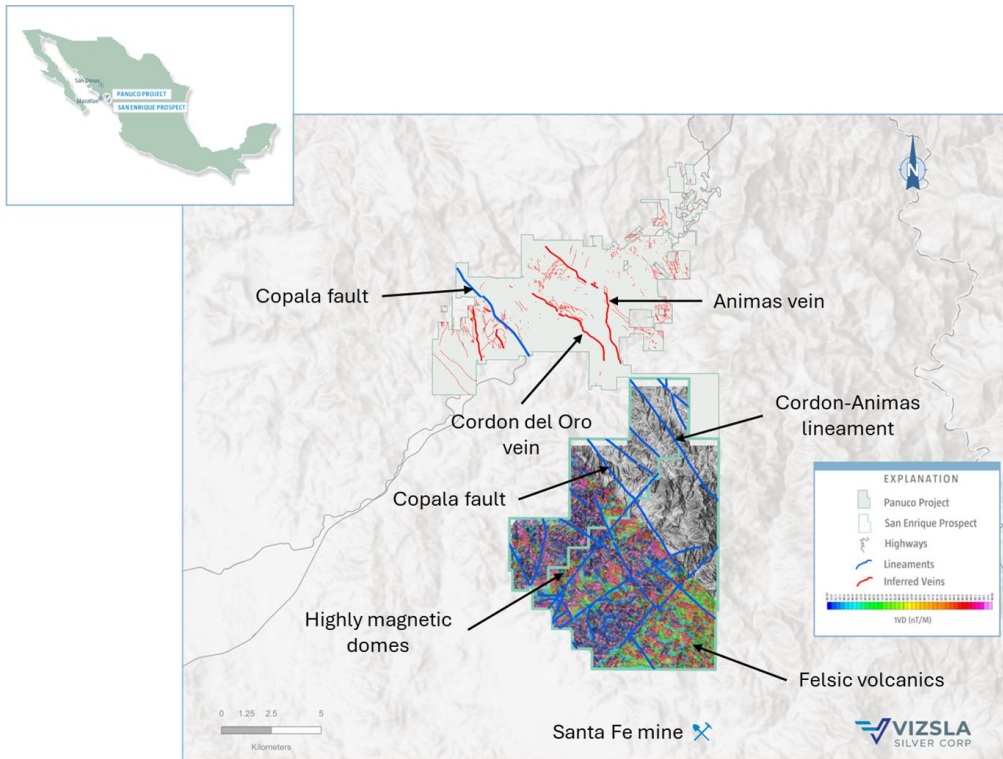 San Dimas
Mazatlan
PANUCO PROJECT
SAN ENRIQUE PROSPECT
N
Copala fault
Animas vein
Cordon del Oro
vein
Cordon-Animas
lineament
Copala fault
EXPLANATION
Panuco Project
San Enrique Prospect
Highways
Lineaments
Inferred Veins
1VD (nT/M)
Highly magnetic
domes
Felsic volcanics
0 1.25 2.5 5
Kilometers
Santa Fe mine
VIZSLA
SILVER CORP